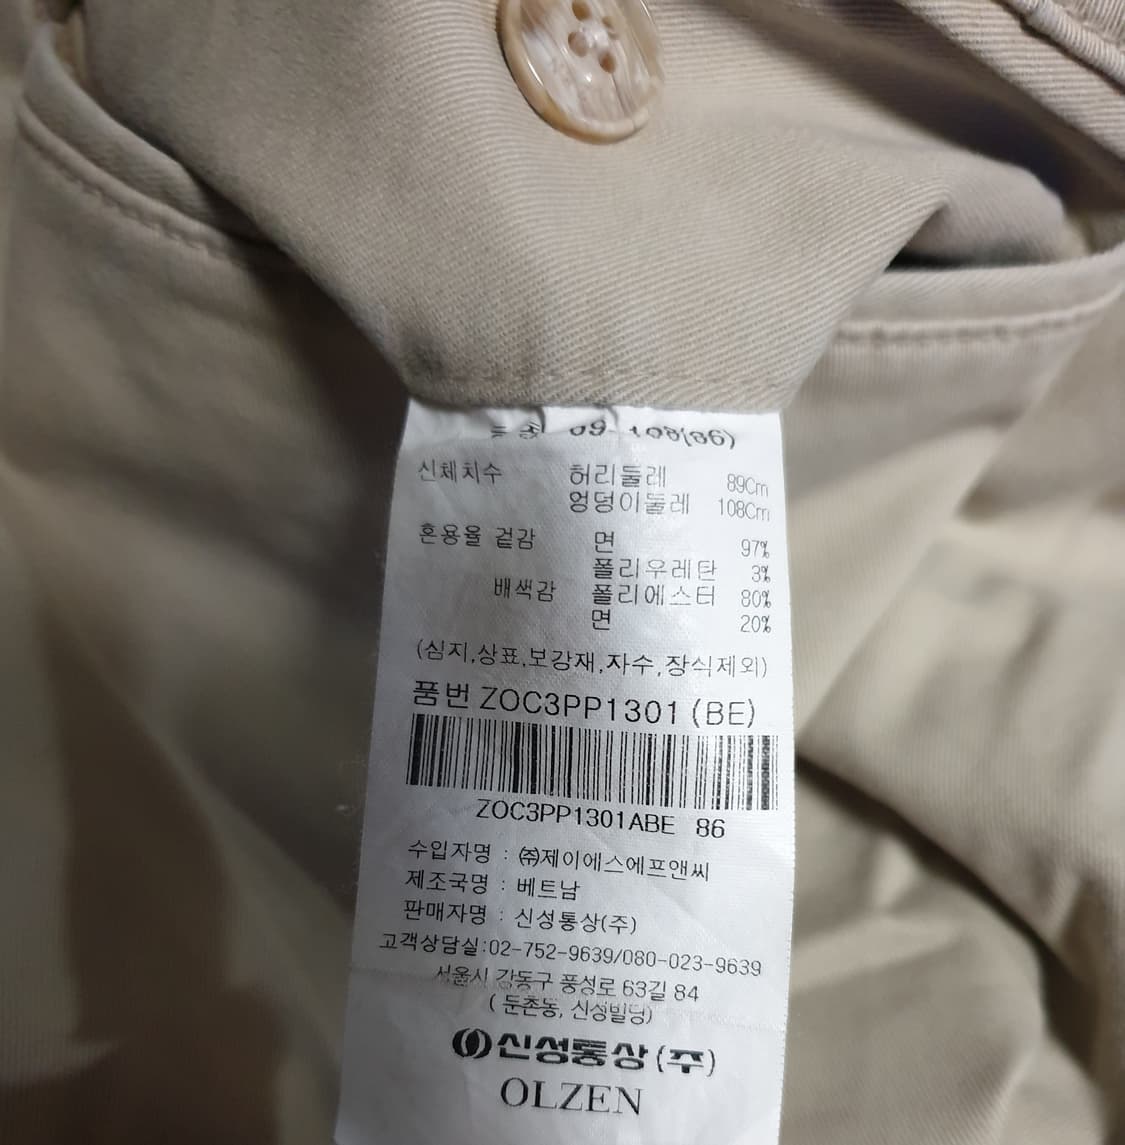 89-108(86)
신체치수 허리둘레 89Cm
엉덩이둘레 108Cm
혼용율 겉감 면 97%
폴리우레탄 3%
배색감 폴리에스터 80%
면 20%
(심지,상표,보강재,자수,장식제외)
품번 ZOC3PP1301 (BE)
ZOC3PP1301ABE 86
수입자명 : ㈜제이에스에프앤씨
제조국명 : 베트남
판매자명 : 신성통상(주)
고객상담실:02-752-9639/080-023-9639
서울시 강동구 풍성로 63길 84
( 둔촌동, 신성빌딩)
신성통상(주)
OLZEN